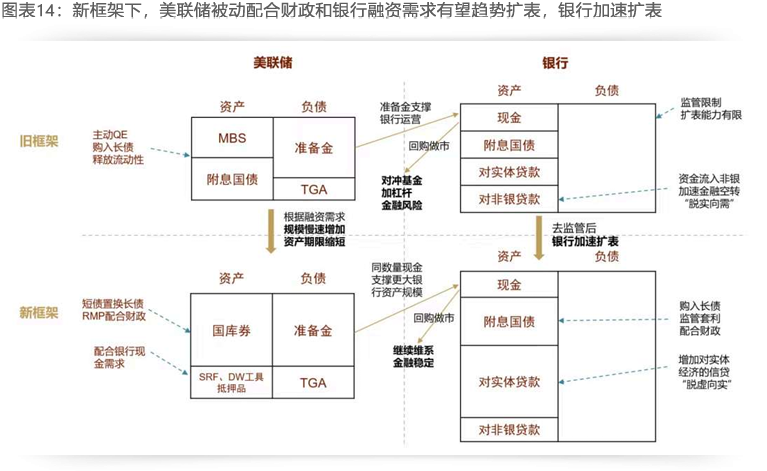 图表14：新框架下，美联储被动配合财政和银行融资需求有望趋势扩表，银行加速扩表
美联储
银行
旧框架
主动QE
购入长债
释放流动性
资产
负债
MBS
附息国债
准备金
TGA
准备金支撑
银行运营
回购做市
对冲基金
加杠杆
金融风险
资产
负债
现金
附息国债
对实体贷款
对非银贷款
监管限制
扩表能力有限
资金流入非银
加速金融空转
“脱实向需”
根据融资需求
规模慢速增加
资产期限缩短
去监管后
银行加速扩表
新框架
短债置换长债
RMP配合财政
配合银行现
金需求
资产
负债
国库券
SRF、DW工具
抵押品
准备金
TGA
同数量现金
支撑更大银
行资产规模
回购做市
继续维系
金融稳定
资产
负债
现金
附息国债
对实体贷款
对非银贷款
购入长债
监管套利
配合财政
增加对实体
经济的信贷
“脱虚向实”